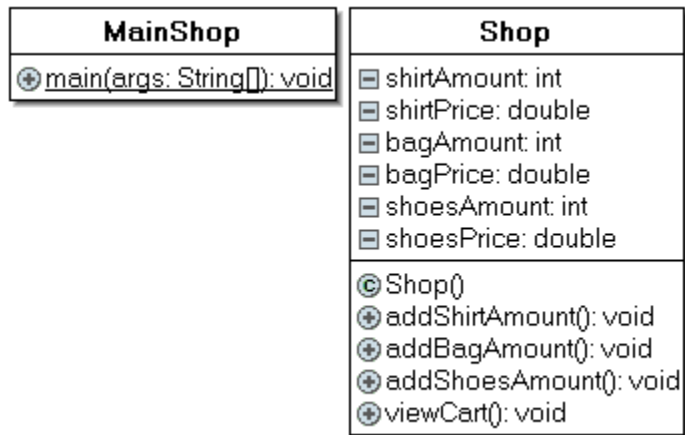 MainShop
main(args: String[]): void
Shop
shirtAmount: int
shirtPrice: double
bagAmount: int
bagPrice: double
shoesAmount: int
shoesPrice: double
Shop()
addShirtAmount(): void
addBagAmount(): void
addShoesAmount(): void
viewCart(): void